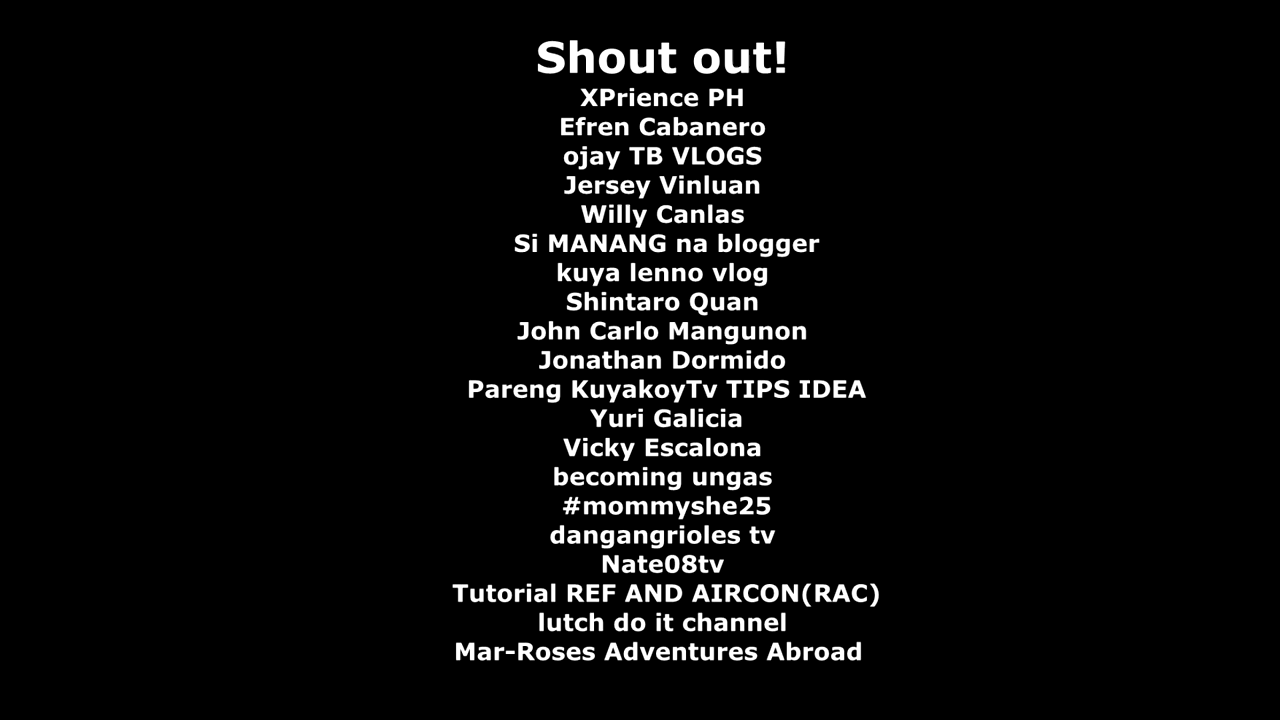 Shout out!
XPrience PH
Efren Cabanero
ojay TB VLOGS
Jersey Vinluan
Willy Canlas
Si MANANG na blogger
kuya lenno vlog
Shintaro Quan
John Carlo Mangunon
Jonathan Dormido
Pareng KuyakoyTv TIPS IDEA
Yuri Galicia
Vicky Escalona
becoming ungas
#mommyshe25
dangangrioles tv
Nate08tv
Tutorial REF AND AIRCON(RAC)
lutch do it channel
Mar-Roses Adventures Abroad